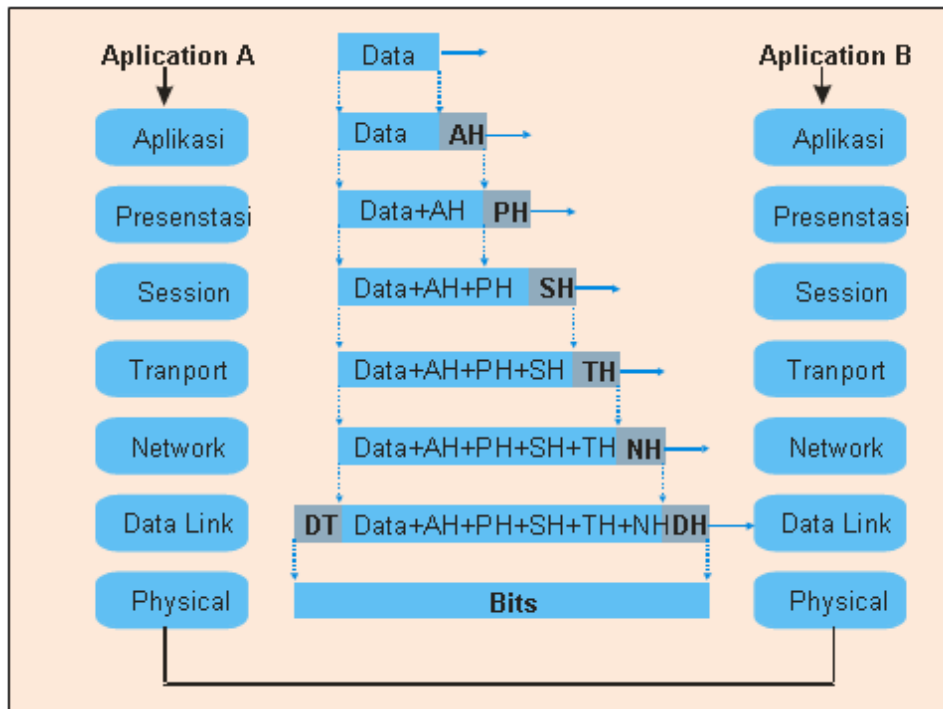 Aplication A
Data
Aplication B
Aplikasi
Data AH
Aplikasi
Presenstasi
Data+AH PH
Presenstasi
Session
Data+AH+PH SH
Session
Tranport
Data+AH+PH+SH TH
Tranport
Network
Data+AH+PH+SH+TH NH
Network
Data Link
DT Data+AH+PH+SH+TH+NH DH
Data Link
Physical
Bits
Physical